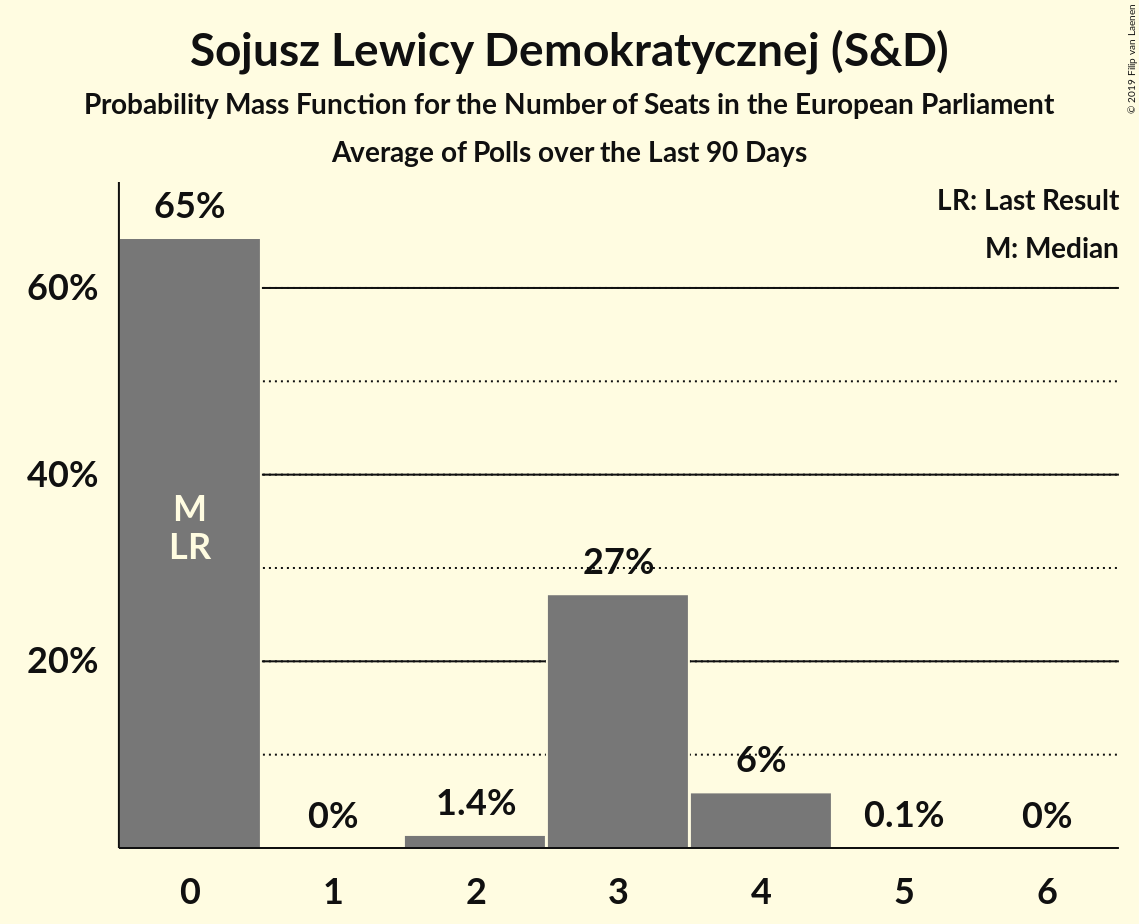 © 2019 Filip van Laenen
Sojusz Lewicy Demokratycznej (S&D)
Probability Mass Function for the Number of Seats in the European Parliament
Average of Polls over the Last 90 Days
LR: Last Result
M: Median
65%
60%
40%
M
LR
27%
20%
6%
1.4%
0%
0.1%
0%
0 1 2 3 4 5 6